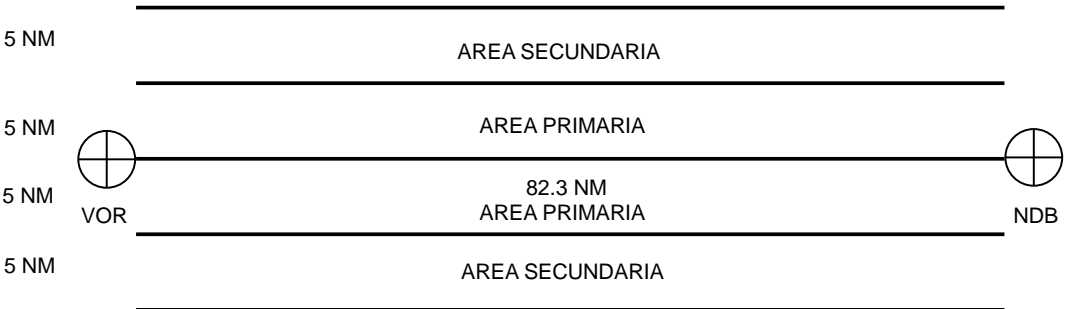 5 NM
AREA SECUNDARIA
5 NM
AREA PRIMARIA
5 NM
82.3 NM
VOR
AREA PRIMARIA
NDB
5 NM
AREA SECUNDARIA